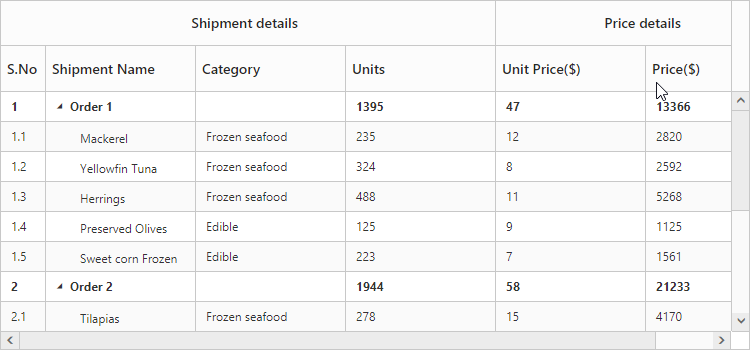 Shipment details Price details
S.No Shipment Name Category Units Unit Price($) Price($)
1 Order 1 1395 47 13366
1.1 Mackerel Frozen seafood 235 12 2820
1.2 Yellowfin Tuna Frozen seafood 324 8 2592
1.3 Herrings Frozen seafood 488 11 5268
1.4 Preserved Olives Edible 125 9 1125
1.5 Sweet corn Frozen Edible 223 7 1561
2 Order 2 1944 58 21233
2.1 Tilapias Frozen seafood 278 15 4170